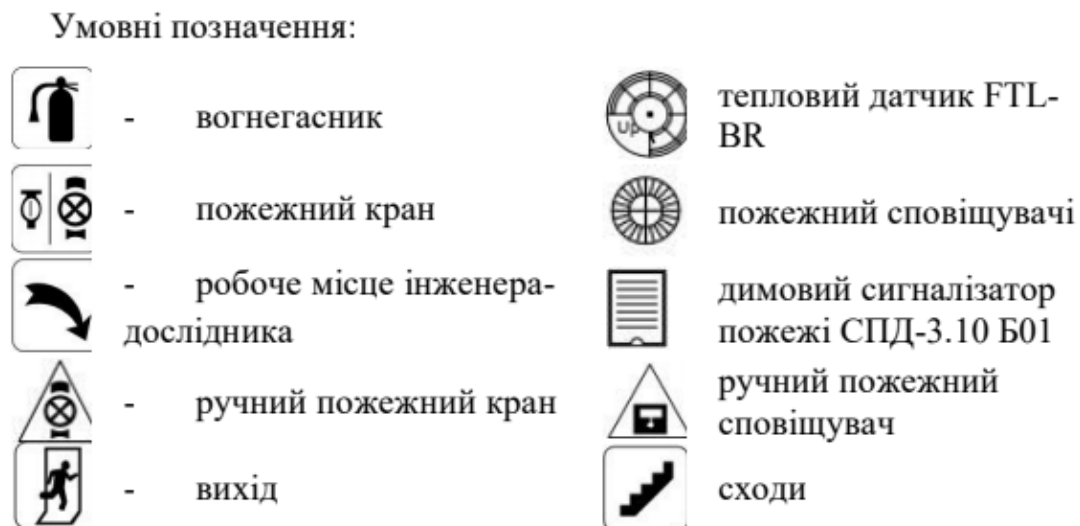 Умовні позначення:
- вогнегасник
- пожежний кран
- робоче місце інженера-
дослідника
- ручний пожежний кран
- вихід
Up
тепловий датчик FTL-
BR
пожежний сповіщувачі
димовий сигналізатор
пожежі СПД-3.10 Б01
ручний пожежний
сповіщувач
сходи